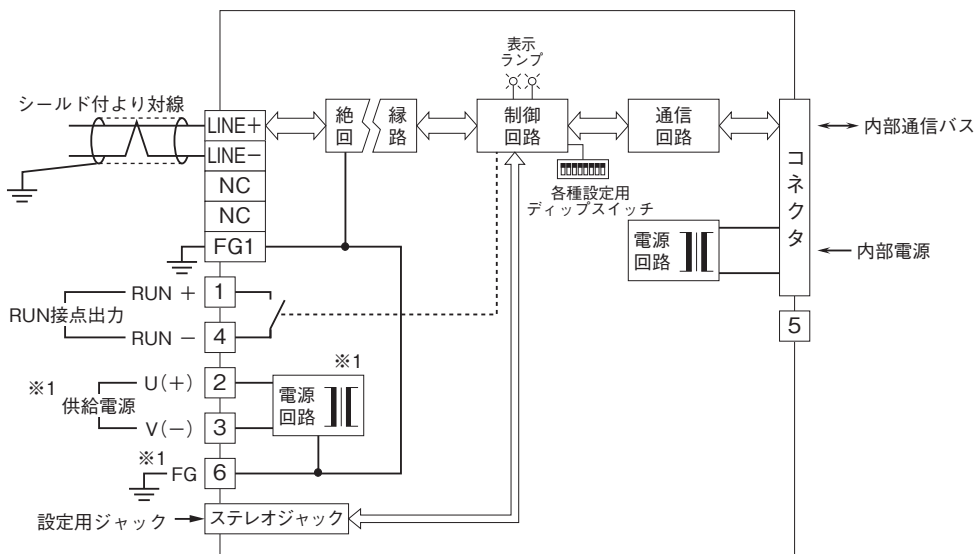 表示
ランプ
シールド付より対線
LINE+
LINE−
NC
NC
FG1
絶 縁
回 路
制御
回路
通信
回路
内部通信バス
コネクタ
各種設定用
ディップスイッチ
電源
回路
内部電源
5
RUN +
1
RUN接点出力
RUN −
4
※1
※1
供給電源
U(+)
2
V(−)
3
電源
回路
※1
FG
6
設定用ジャック
ステレオジャック